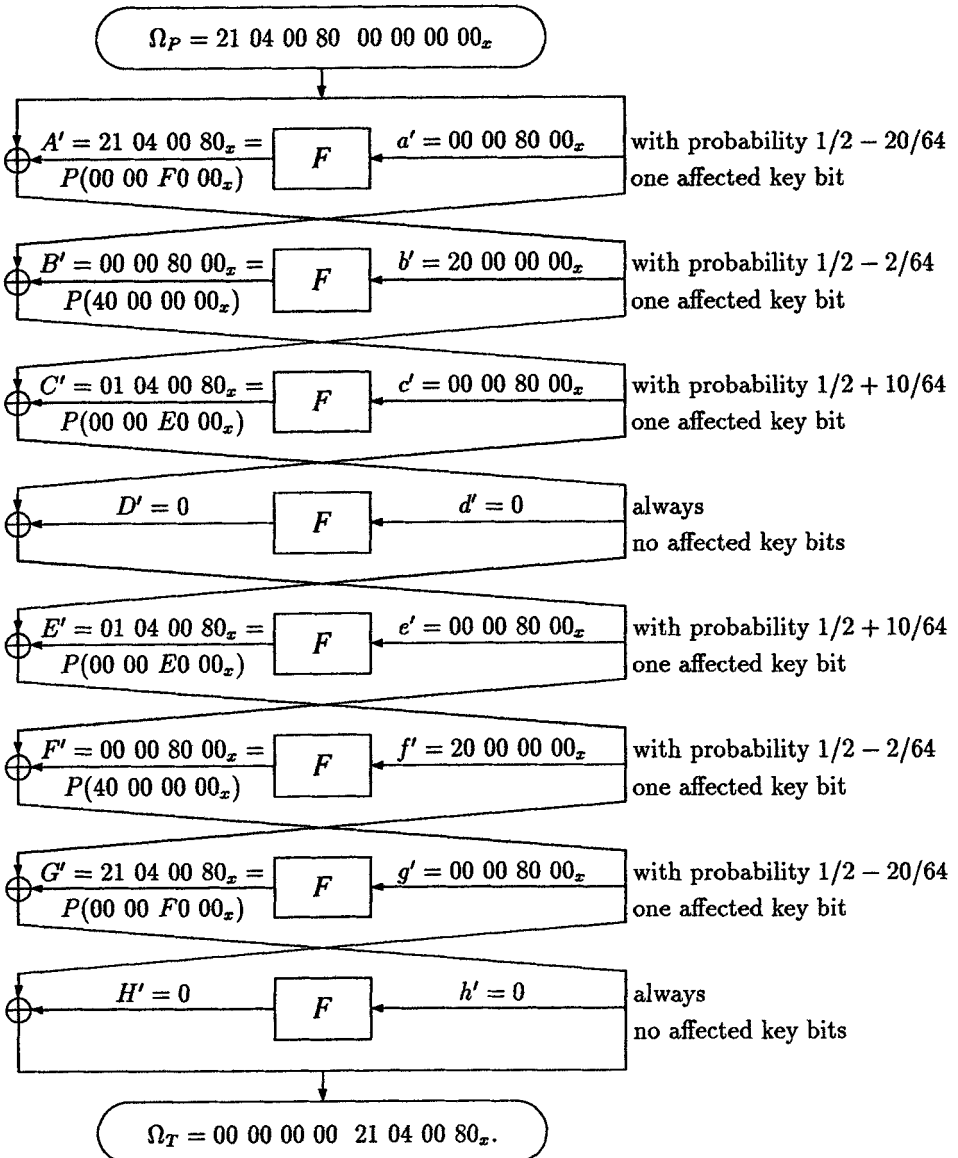 Ω_P = 21 04 00 80 00 00 00 00_x
A' = 21 04 00 80_x = F a' = 00 00 80 00_x with probability 1/2 − 20/64
P(00 00 F0 00_x) one affected key bit
B' = 00 00 80 00_x = F b' = 20 00 00 00_x with probability 1/2 − 2/64
P(40 00 00 00_x) one affected key bit
C' = 01 04 00 80_x = F c' = 00 00 80 00_x with probability 1/2 + 10/64
P(00 00 E0 00_x) one affected key bit
D' = 0 F d' = 0 always
no affected key bits
E' = 01 04 00 80_x = F e' = 00 00 80 00_x with probability 1/2 + 10/64
P(00 00 E0 00_x) one affected key bit
F' = 00 00 80 00_x = F f' = 20 00 00 00_x with probability 1/2 − 2/64
P(40 00 00 00_x) one affected key bit
G' = 21 04 00 80_x = F g' = 00 00 80 00_x with probability 1/2 − 20/64
P(00 00 F0 00_x) one affected key bit
H' = 0 F h' = 0 always
no affected key bits
Ω_T = 00 00 00 00 21 04 00 80_x.